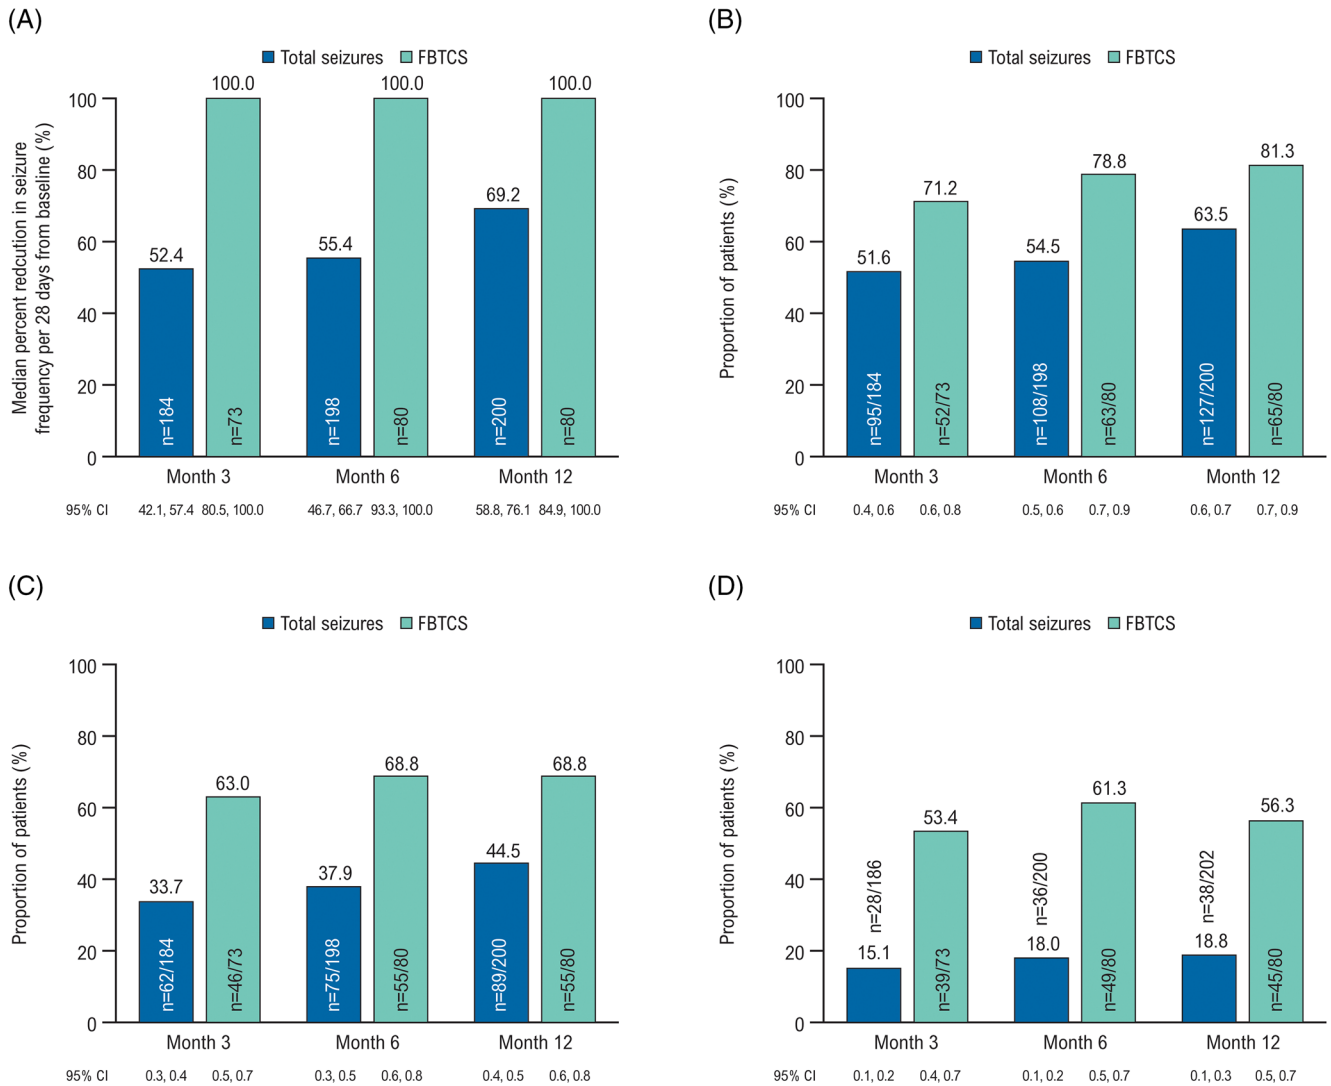 (A)
Total seizures FBTCS
Median percent redcution in seizure
frequency per 28 days from baseline (%)
100
80
60
40
20
0
52.4
100.0
55.4
100.0
69.2
100.0
n=184
n=73
n=198
n=80
n=200
n=80
Month 3 Month 6 Month 12
95% CI 42.1, 57.4 80.5, 100.0 46.7, 66.7 93.3, 100.0 58.8, 76.1 84.9, 100.0
(B)
Total seizures FBTCS
Proportion of patients (%)
100
80
60
40
20
0
51.6
71.2
54.5
78.8
63.5
81.3
n=95/184
n=52/73
n=108/198
n=63/80
n=127/200
n=65/80
Month 3 Month 6 Month 12
95% CI 0.4, 0.6 0.6, 0.8 0.5, 0.6 0.7, 0.9 0.6, 0.7 0.7, 0.9
(C)
Total seizures FBTCS
Proportion of patients (%)
100
80
60
40
20
0
33.7
63.0
37.9
68.8
44.5
68.8
n=62/184
n=46/73
n=75/198
n=55/80
n=89/200
n=55/80
Month 3 Month 6 Month 12
95% CI 0.3, 0.4 0.5, 0.7 0.3, 0.5 0.6, 0.8 0.4, 0.5 0.6, 0.8
(D)
Total seizures FBTCS
Proportion of patients (%)
100
80
60
40
20
0
15.1
53.4
18.0
61.3
18.8
56.3
n=28/186
n=39/73
n=36/200
n=49/80
n=38/202
n=45/80
Month 3 Month 6 Month 12
95% CI 0.1, 0.2 0.4, 0.7 0.1, 0.2 0.5, 0.7 0.1, 0.3 0.5, 0.7